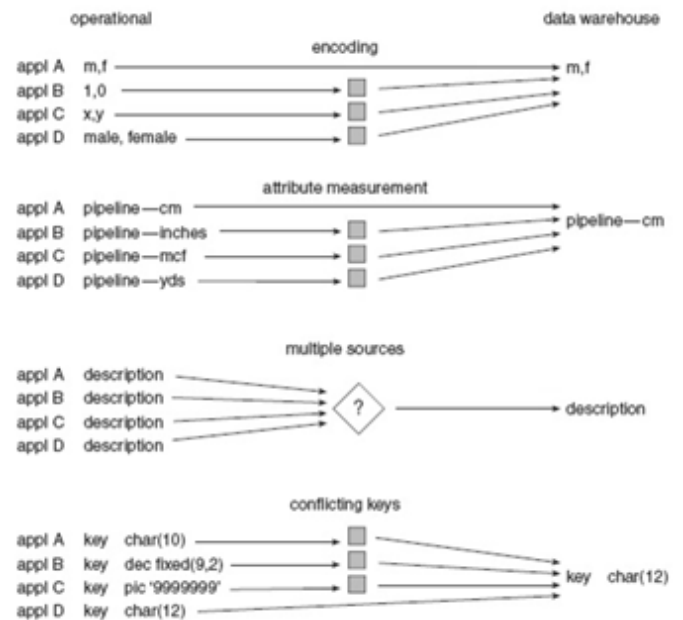 operational data warehouse
encoding
appl A m,f m,f
appl B 1,0
appl C x,y
appl D male, female
attribute measurement
appl A pipeline—cm
pipeline—cm
appl B pipeline—inches
appl C pipeline—mcf
appl D pipeline—yds
multiple sources
appl A description
appl B description
? description
appl C description
appl D description
conflicting keys
appl A key char(10)
appl B key dec fixed(9,2)
key char(12)
appl C key pic '9999999'
appl D key char(12)